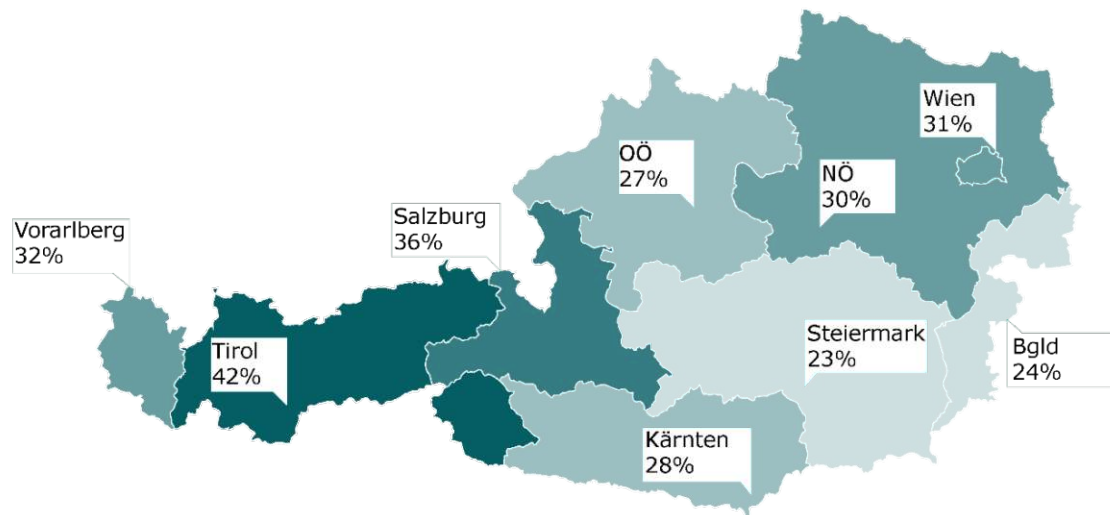 Wien
31%
OÖ
27%
NÖ
30%
Salzburg
36%
Vorarlberg
32%
Tirol
42%
Steiermark
23%
Bgld
24%
Kärnten
28%